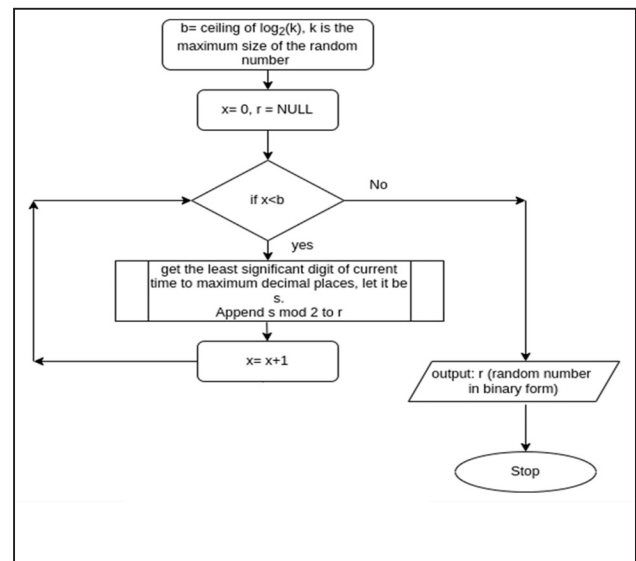 b= ceiling of log₂(k), k is the
maximum size of the random
number
x= 0, r = NULL
if x<b
No
yes
get the least significant digit of current
time to maximum decimal places, let it be
s.
Append s mod 2 to r
x= x+1
output: r (random number
in binary form)
Stop